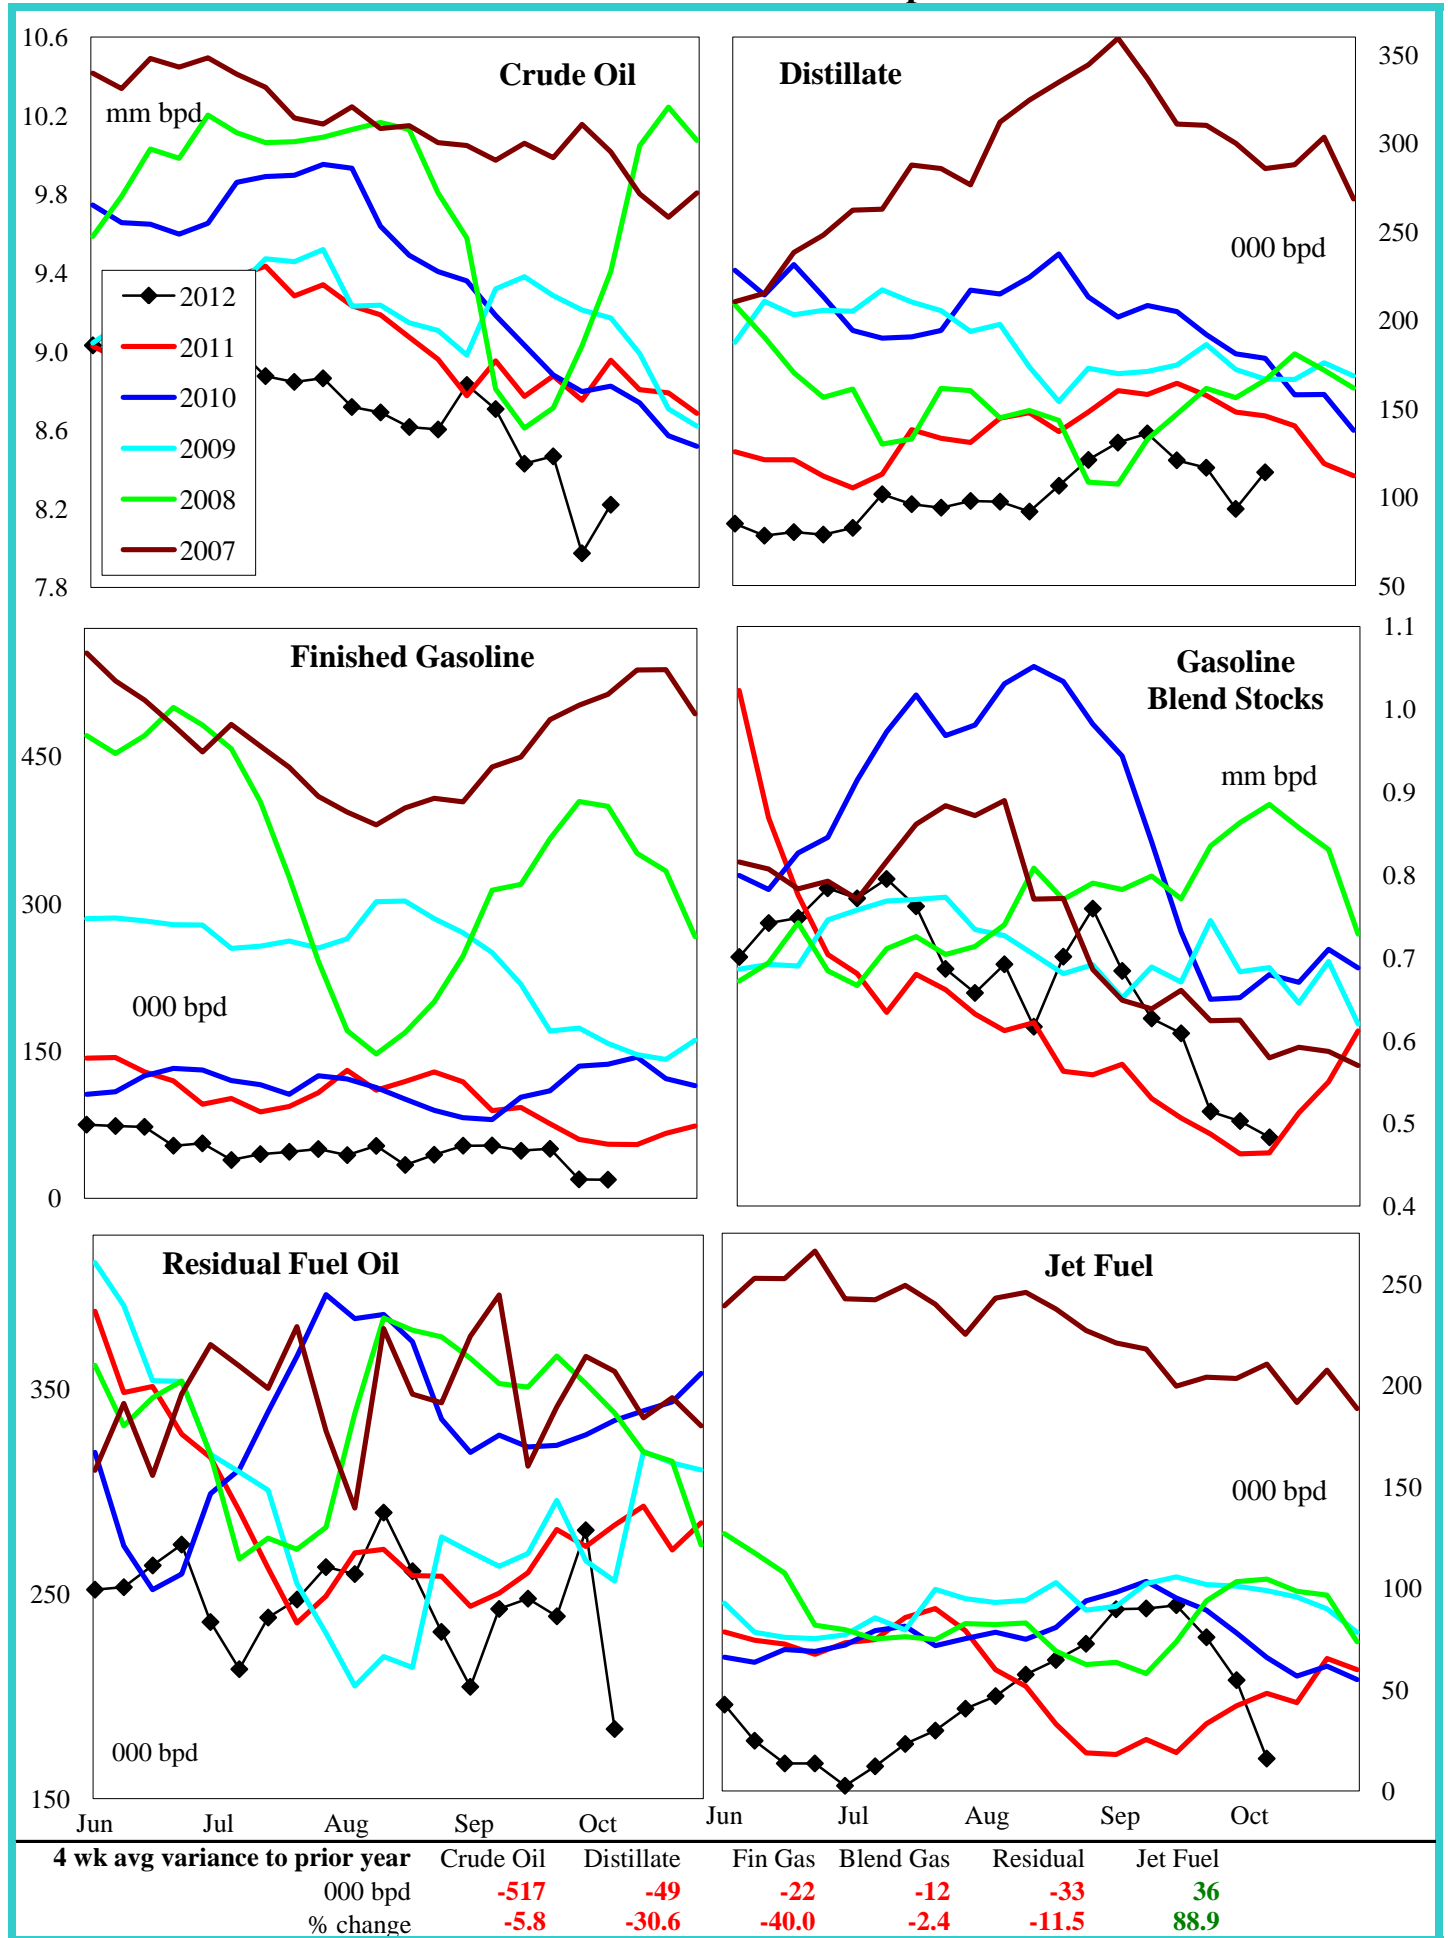 Crude Oil
mm bpd
10.6
10.2
9.8
9.4
9.0
8.6
8.2
7.8
2012
2011
2010
2009
2008
2007
Distillate
000 bpd
350
300
250
200
150
100
50
Finished Gasoline
000 bpd
450
300
150
0
Gasoline
Blend Stocks
mm bpd
1.1
1.0
0.9
0.8
0.7
0.6
0.5
0.4
Residual Fuel Oil
000 bpd
350
250
150
Jun Jul Aug Sep Oct
Jet Fuel
000 bpd
250
200
150
100
50
0
Jun Jul Aug Sep Oct
4 wk avg variance to prior year Crude Oil Distillate Fin Gas Blend Gas Residual Jet Fuel
000 bpd -517 -49 -22 -12 -33 36
% change -5.8 -30.6 -40.0 -2.4 -11.5 88.9